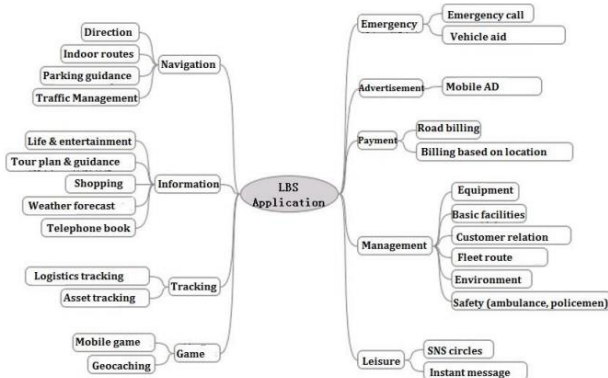 LBS
Application
Navigation
Direction
Indoor routes
Parking guidance
Traffic Management
Information
Life & entertainment
Tour plan & guidance
Shopping
Weather forecast
Telephone book
Tracking
Logistics tracking
Asset tracking
Game
Mobile game
Geocaching
Emergency
Emergency call
Vehicle aid
Advertisement
Mobile AD
Payment
Road billing
Billing based on location
Management
Equipment
Basic facilities
Customer relation
Fleet route
Environment
Safety (ambulance, policemen)
Leisure
SNS circles
Instant message